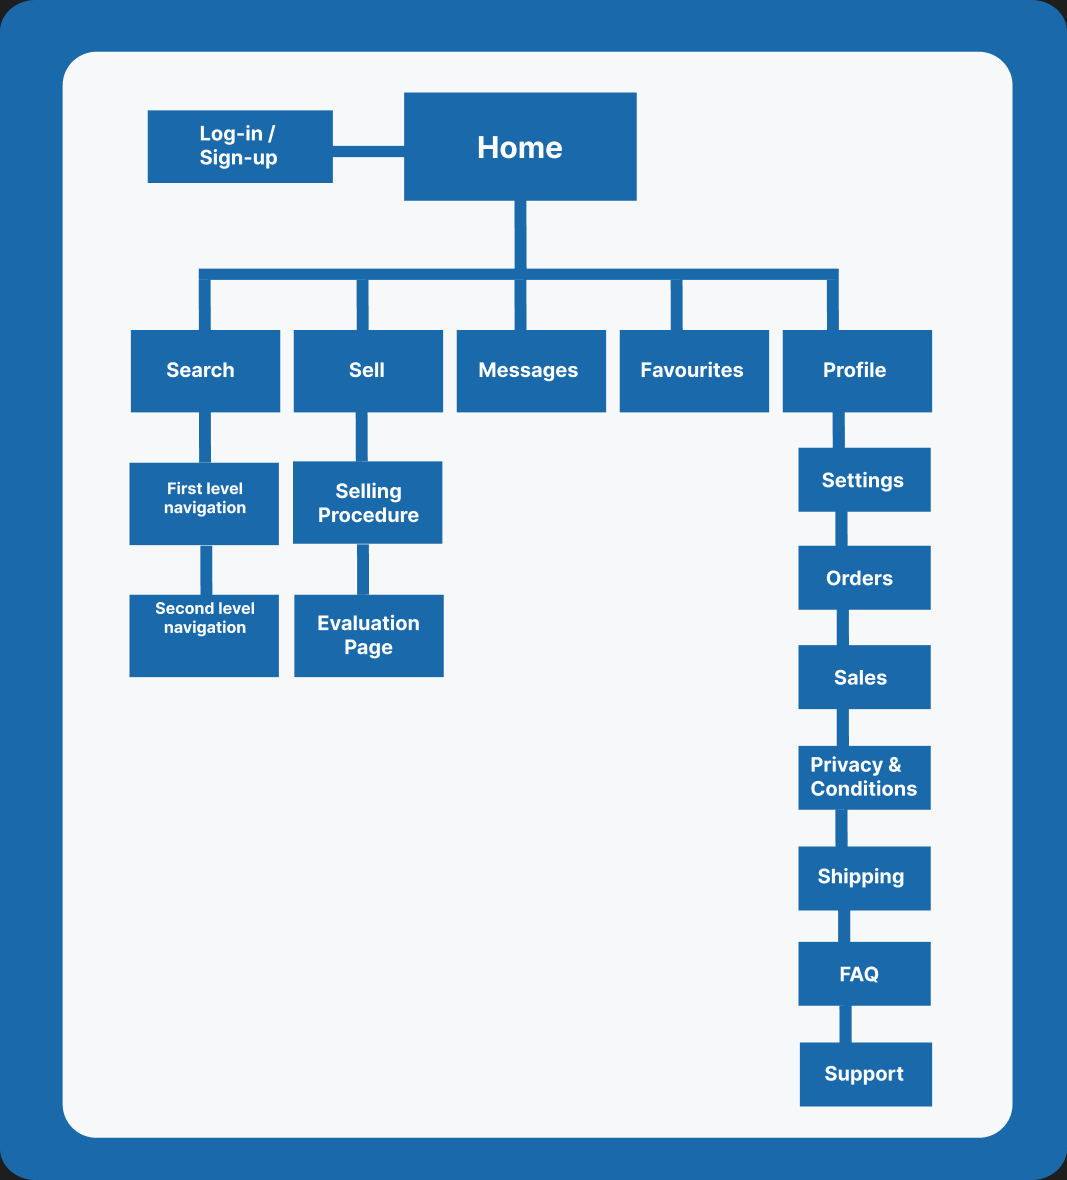 Log-in /
Sign-up
Home
Search
Sell
Messages
Favourites
Profile
First level
navigation
Selling
Procedure
Settings
Second level
navigation
Evaluation
Page
Orders
Sales
Privacy &
Conditions
Shipping
FAQ
Support